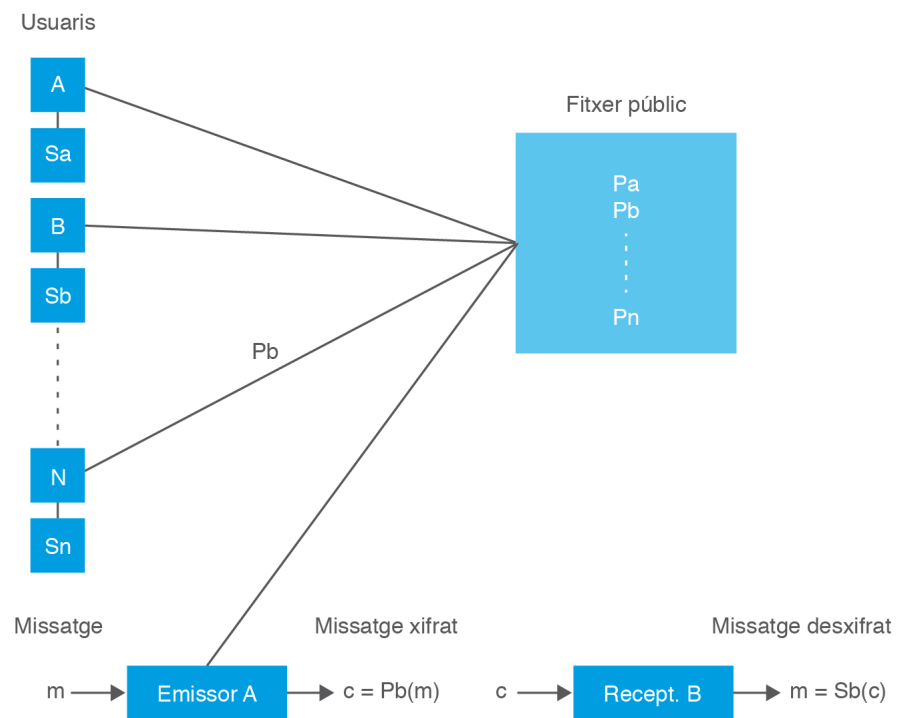 Usuaris
A
Sa
B
Sb
N
Sn
Pb
Fitxer públic
Pa
Pb
Pn
Missatge
Missatge xifrat
Missatge desxifrat
m
Emissor A
c = Pb(m)
c
Recept. B
m = Sb(c)